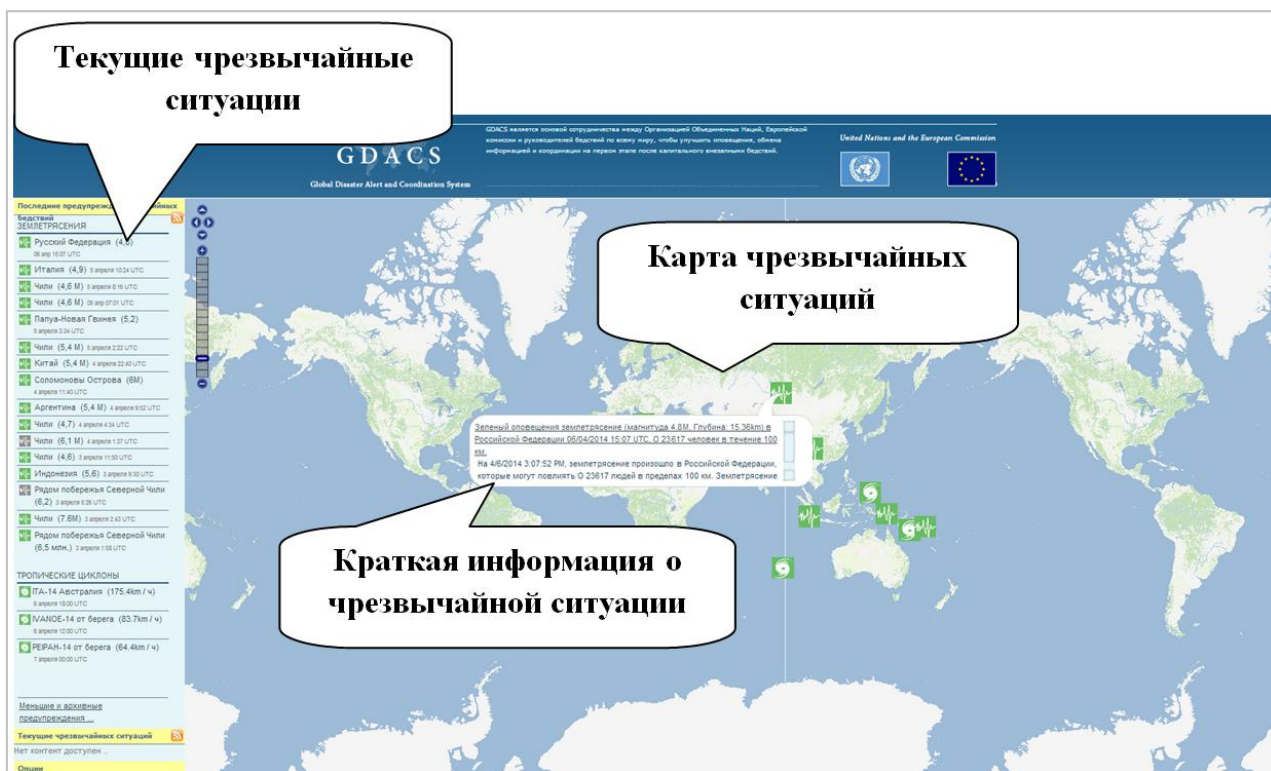 Текущие чрезвычайные
ситуации
GDACS
Global Disaster Alert and Coordination System
GDACS является основой сотрудничества между Организацией Объединенных Наций, Европейской
комиссии и руководителей бедствий по всему миру, чтобы улучшить оповещения, обмена
информацией и координации на первом этапе после капитального внезапными бедствий.
United Nations and the European Commission
Последние предупрежд
бедствий
ЗЕМЛЕТРЯСЕНИЯ
Русский Федерация (4,8)
06 апр 15:07 UTC
Италия (4,9) 5 апреля 10:24 UTC
Чили (4,6 M) 5 апреля 8:16 UTC
Чили (4,6 M) 05 апр 07:01 UTC
Папуа-Новая Гвинея (5,2)
5 апреля 3:34 UTC
Чили (5,4 M) 5 апреля 2:22 UTC
Китай (5,4 M) 4 апреля 22:40 UTC
Соломоновы Острова (6M)
4 апреля 11:40 UTC
Аргентина (5,4 M) 4 апреля 9:52 UTC
Чили (4,7) 4 апреля 4:34 UTC
Чили (6,1 M) 4 апреля 1:37 UTC
Чили (4,6) 3 апреля 11:50 UTC
Индонезия (5,6) 3 апреля 9:30 UTC
Рядом побережья Северной Чили
(6,2) 3 апреля 5:26 UTC
Чили (7.6M) 3 апреля 2:43 UTC
Рядом побережья Северной Чили
(6,5 млн.) 3 апреля 1:58 UTC
ТРОПИЧЕСКИЕ ЦИКЛОНЫ
ITA-14 Австралия (175.4km / ч)
6 апреля 18:00 UTC
IVANOE-14 от берега (83.7km / ч)
6 апреля 12:00 UTC
PEIPAH-14 от берега (64.4km / ч)
7 апреля 00:00 UTC
Меньшие и архивные
предупреждения ...
Текущие чрезвычайных ситуаций
Нет контент доступен ..
Опции
Карта чрезвычайных
ситуаций
Зеленый оповещения землетрясение (магнитуда 4.8M, Глубина: 15.36km) в
Российской Федерации 06/04/2014 15:07 UTC, О 23617 человек в течение 100
км.
На 4/6/2014 3:07:52 PM, землетрясение произошло в Российской Федерации,
которые могут повлиять О 23617 людей в пределах 100 км. Землетрясение
Краткая информация о
чрезвычайной ситуации